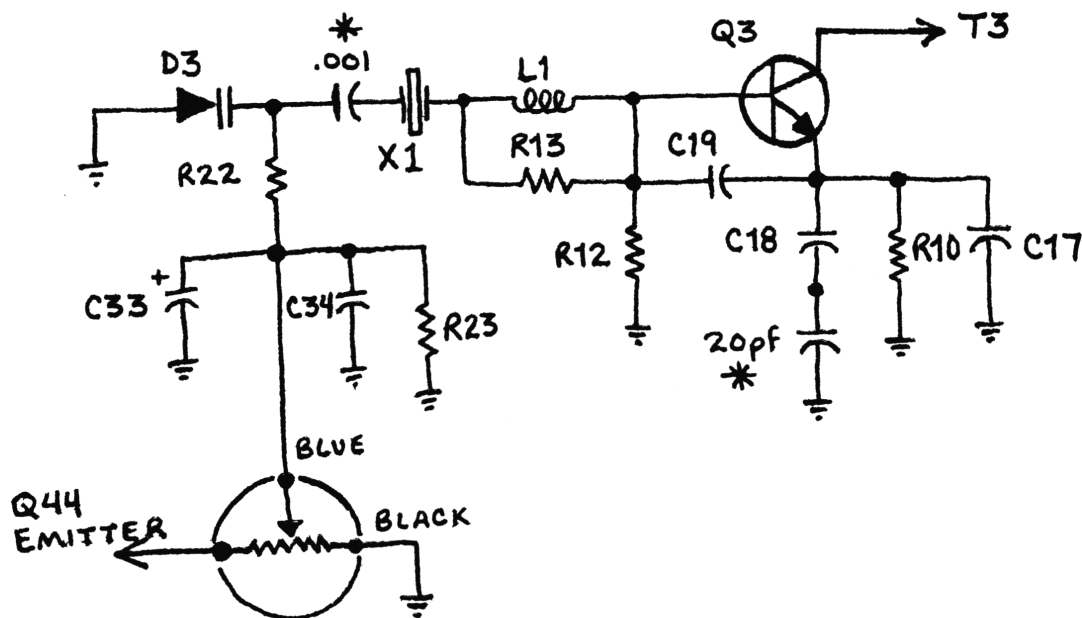 Q3
T3
*
.001
D3
L1
X1
R13
C19
R22
R12
C18
R10
C17
+
C33
C34
R23
20pf
*
BLUE
Q44
EMITTER
BLACK